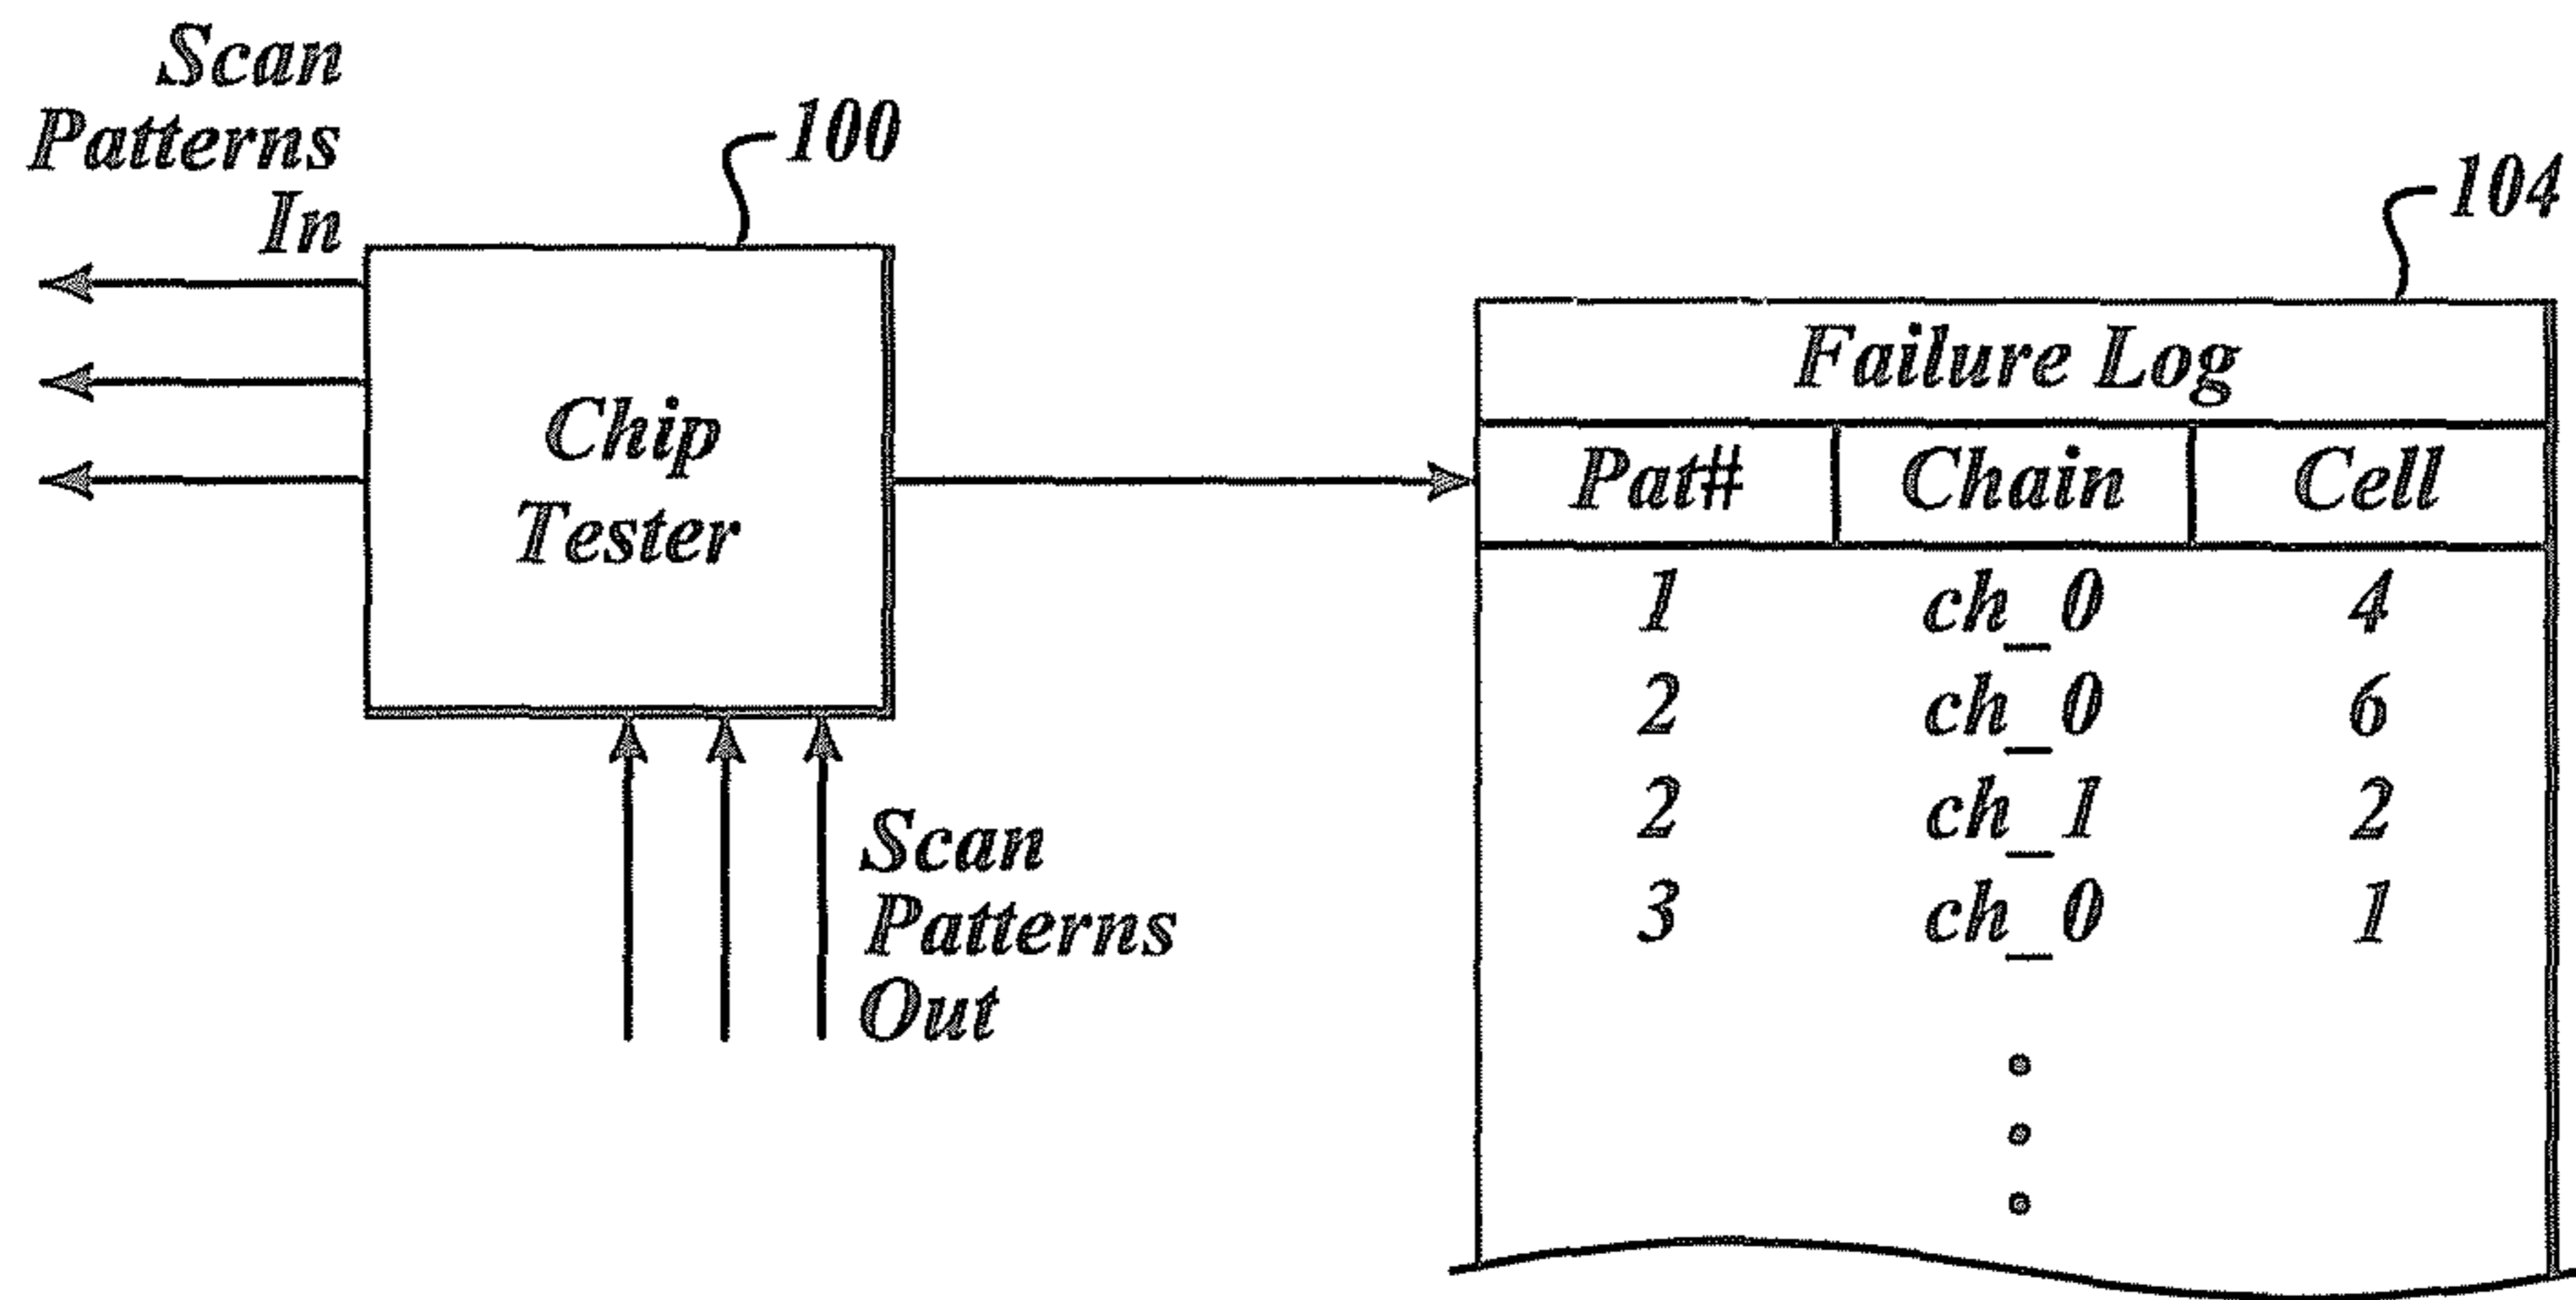 Scan
Patterns
In
100
Chip
Tester
Scan
Patterns
Out
104
Failure Log
Pat# Chain Cell
1 ch_0 4
2 ch_0 6
2 ch_1 2
3 ch_0 1